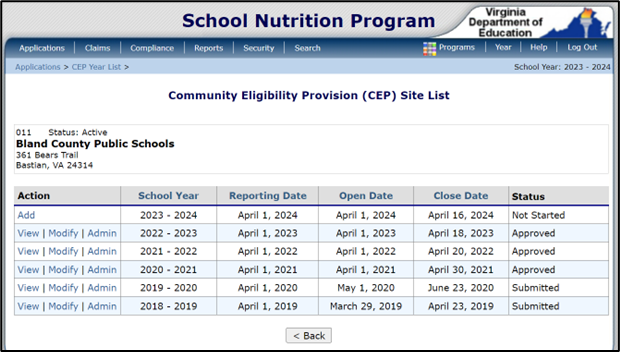 School Nutrition Program
Virginia
Department of
Education
Applications | Claims | Compliance | Reports | Security | Search
Programs | Year | Help | Log Out
Applications > CEP Year List >
School Year: 2023 - 2024
Community Eligibility Provision (CEP) Site List
011 Status: Active
Bland County Public Schools
361 Bears Trail
Bastian, VA 24314
Action School Year Reporting Date Open Date Close Date Status
Add 2023 - 2024 April 1, 2024 April 1, 2024 April 16, 2024 Not Started
View | Modify | Admin 2022 - 2023 April 1, 2023 April 1, 2023 April 18, 2023 Approved
View | Modify | Admin 2021 - 2022 April 1, 2022 April 1, 2022 April 20, 2022 Approved
View | Modify | Admin 2020 - 2021 April 1, 2021 April 1, 2021 April 30, 2021 Approved
View | Modify | Admin 2019 - 2020 April 1, 2020 May 1, 2020 June 23, 2020 Submitted
View | Modify | Admin 2018 - 2019 April 1, 2019 March 29, 2019 April 23, 2019 Submitted
< Back